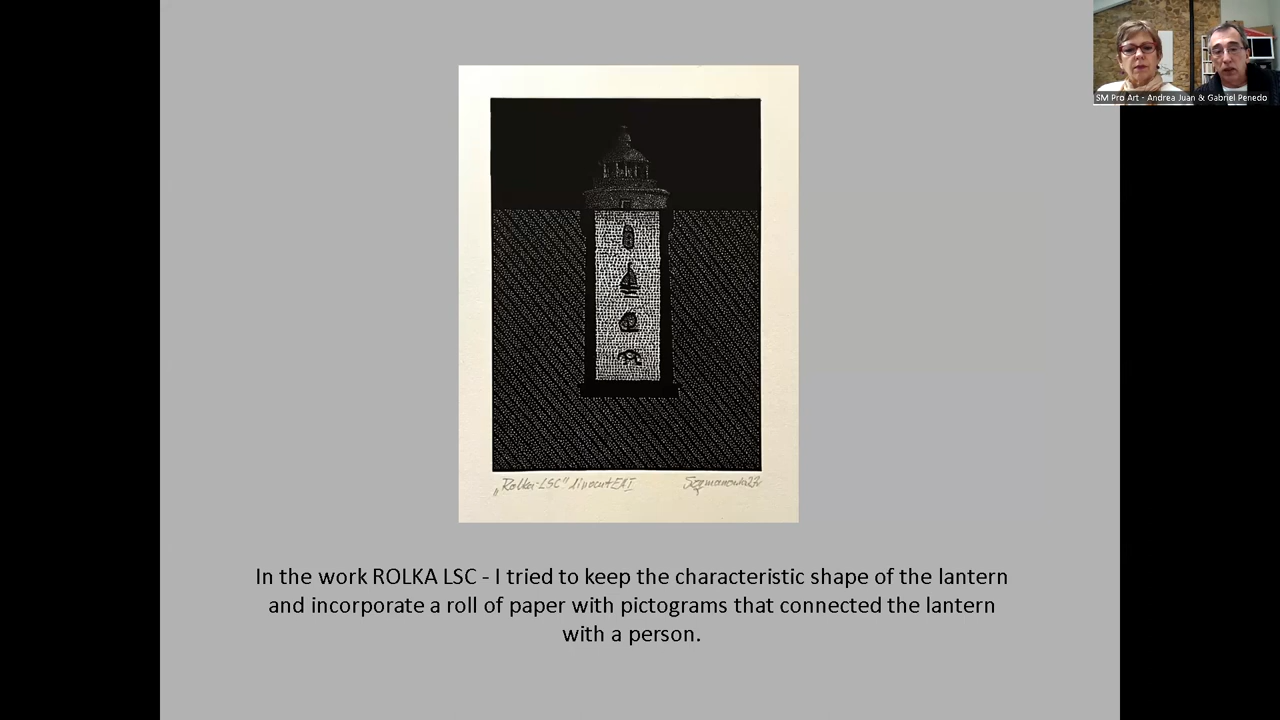 SM Pro Art - Andrea Juan & Gabriel Penedo
„Rolka-LSC" linocut EA I
In the work ROLKA LSC - I tried to keep the characteristic shape of the lantern
and incorporate a roll of paper with pictograms that connected the lantern
with a person.